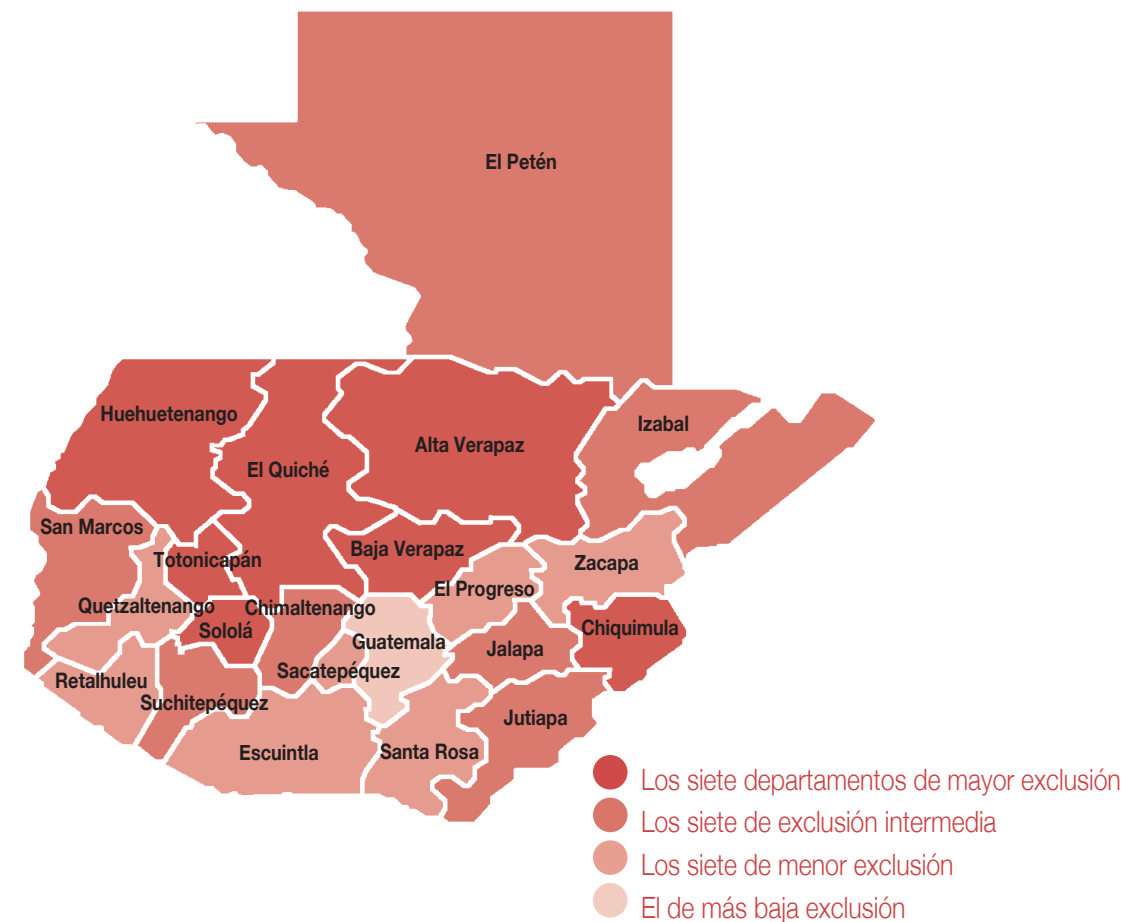 El Petén
Huehuetenango
Izabal
Alta Verapaz
El Quiché
San Marcos
Baja Verapaz
Totonicapán
Zacapa
El Progreso
Quetzaltenango
Chimaltenango
Sololá
Chiquimula
Guatemala
Jalapa
Sacatepéquez
Retalhuleu
Suchitepéquez
Jutiapa
Escuintla
Santa Rosa
Los siete departamentos de mayor exclusión
Los siete de exclusión intermedia
Los siete de menor exclusión
El de más baja exclusión